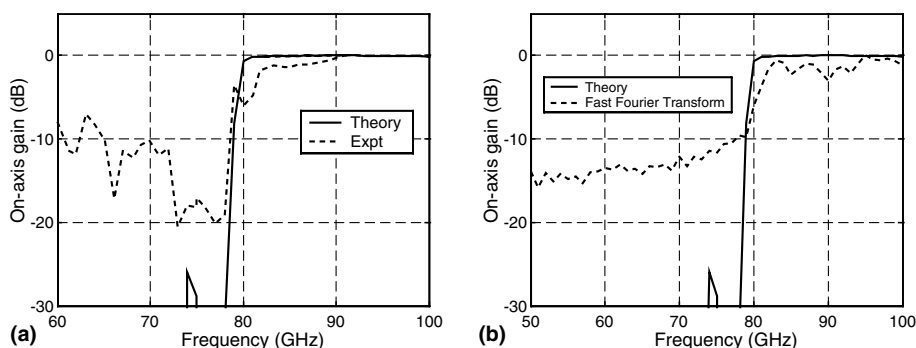 On-axis gain (dB)
0
-10
-20
-30
Theory
Expt
60
70
80
90
100
Frequency (GHz)
(a)
On-axis gain (dB)
0
-10
-20
-30
Theory
Fast Fourier Transform
50
60
70
80
90
100
Frequency (GHz)
(b)